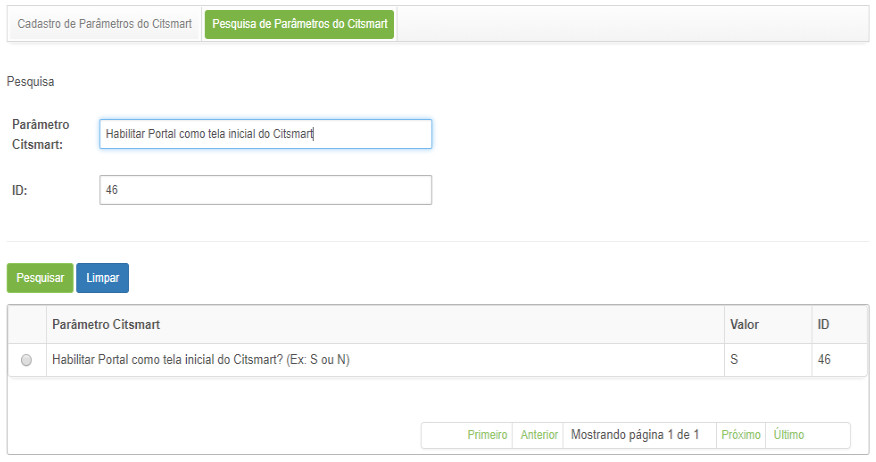 Cadastro de Parâmetros do Citsmart Pesquisa de Parâmetros do Citsmart
Pesquisa
Parâmetro
Citsmart:
Habilitar Portal como tela inicial do Citsmart
ID:
46
Pesquisar Limpar
Parâmetro Citsmart Valor ID
Habilitar Portal como tela inicial do Citsmart? (Ex: S ou N) S 46
Primeiro Anterior Mostrando página 1 de 1 Próximo Último